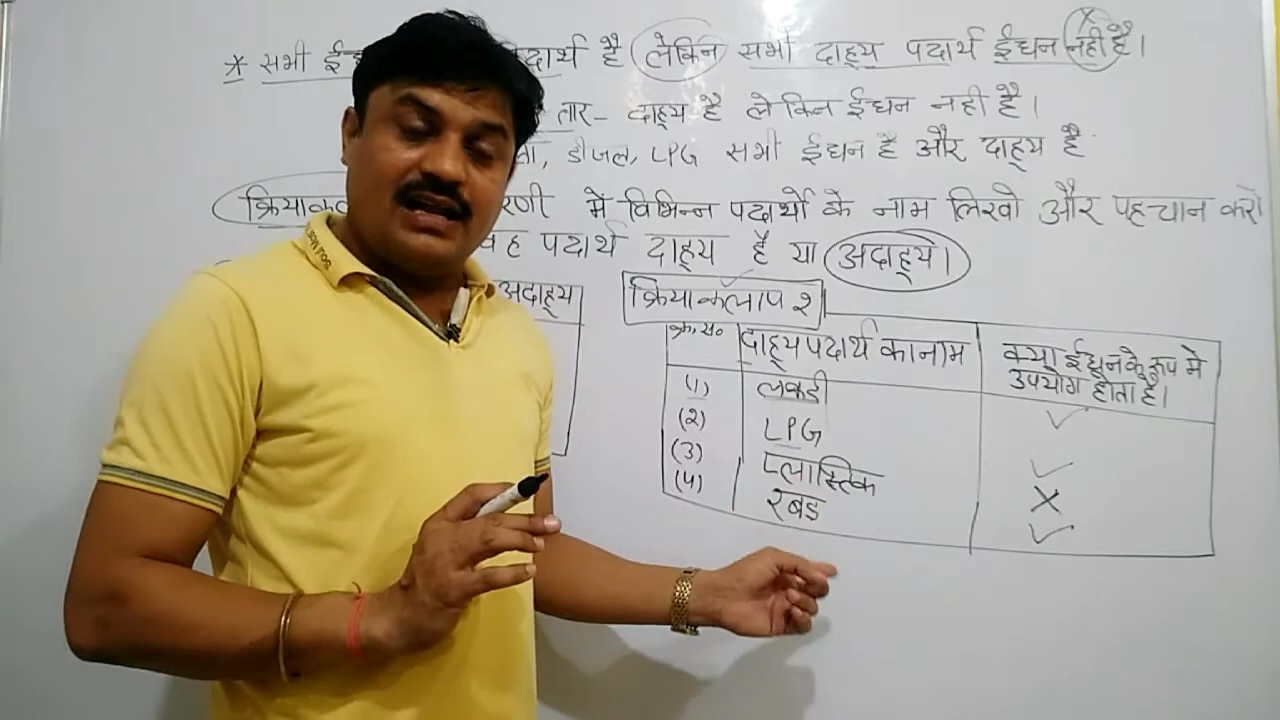 * सभी पदार्थ है लेकिन सभी दाह्य पदार्थ ईंधन नही है।
तार - दाह्य है लेकिन ईंधन नही है।
डीजल, LPG सभी ईंधन है और दाह्य है
में विभिन्न पदार्थो के नाम लिखो और पहचान करो
वह पदार्थ दाह्य है या अदाह्य।
अदाह्य
क्रियाकलाप २
क्र.स॰ दाह्य पदार्थ का नाम क्या ईंधन के रूप मे उपयोग होता है।
(1) लकडी ✓
(2) LPG ✓
(3) प्लास्टिक X
(4) रबड ✓